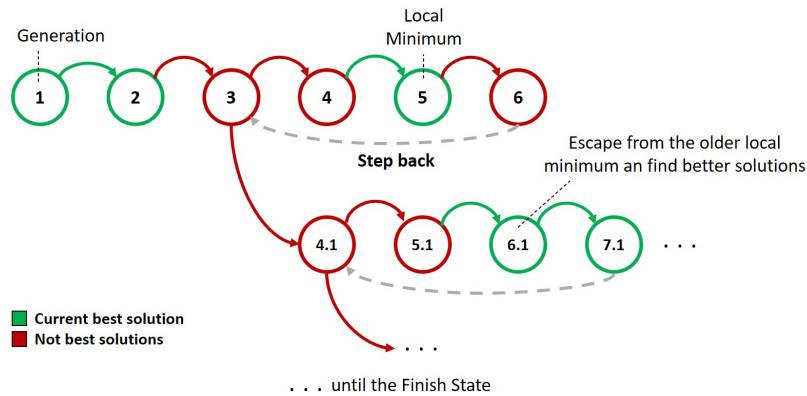 Generation
Local
Minimum
1
2
3
4
5
6
Step back
Escape from the older local
minimum an find better solutions
4.1
5.1
6.1
7.1
. . .
Current best solution
Not best solutions
. . .
. . . until the Finish State